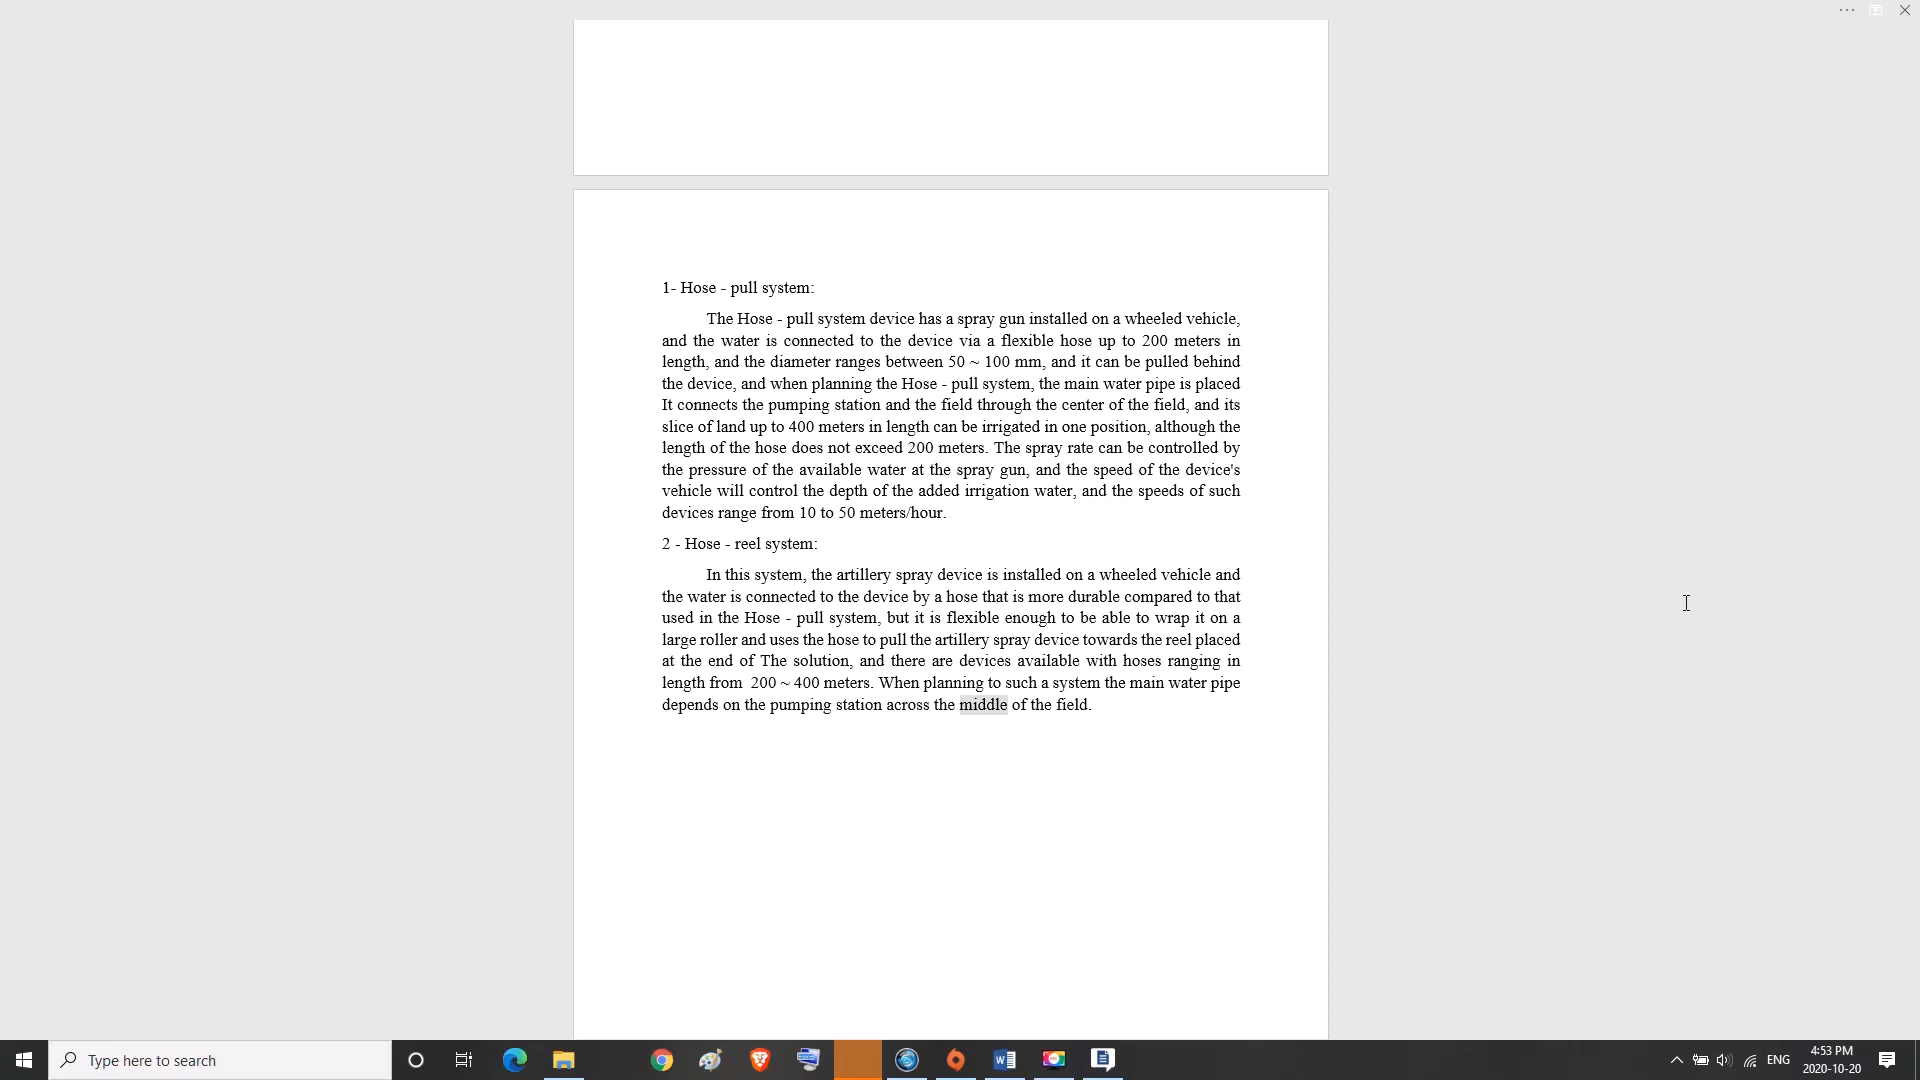 1- Hose - pull system:
The Hose - pull system device has a spray gun installed on a wheeled vehicle,
and the water is connected to the device via a flexible hose up to 200 meters in
length, and the diameter ranges between 50 ~ 100 mm, and it can be pulled behind
the device, and when planning the Hose - pull system, the main water pipe is placed
It connects the pumping station and the field through the center of the field, and its
slice of land up to 400 meters in length can be irrigated in one position, although the
length of the hose does not exceed 200 meters. The spray rate can be controlled by
the pressure of the available water at the spray gun, and the speed of the device's
vehicle will control the depth of the added irrigation water, and the speeds of such
devices range from 10 to 50 meters/hour.
2 - Hose - reel system:
In this system, the artillery spray device is installed on a wheeled vehicle and
the water is connected to the device by a hose that is more durable compared to that
used in the Hose - pull system, but it is flexible enough to be able to wrap it on a
large roller and uses the hose to pull the artillery spray device towards the reel placed
at the end of The solution, and there are devices available with hoses ranging in
length from  200 ~ 400 meters. When planning to such a system the main water pipe
depends on the pumping station across the middle of the field.
Type here to search
ENG
4:53 PM
2020-10-20